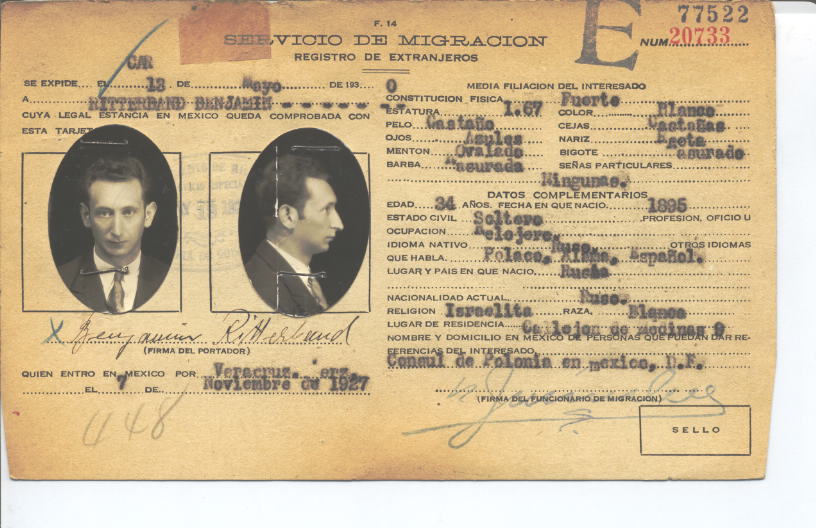 F. 14
E
77522
NUM. 20733
SERVICIO DE MIGRACION
REGISTRO DE EXTRANJEROS
CAR
SE EXPIDE EL 13 DE Mayo DE 193 0
A RITTERBAND BENJAMIN
CUYA LEGAL ESTANCIA EN MEXICO QUEDA COMPROBADA CON
ESTA TARJETA
Benjamin Ritterband
(FIRMA DEL PORTADOR)
QUIEN ENTRO EN MEXICO POR Veracruz.
EL 7 DE Noviembre de 1927
448
MEDIA FILIACION DEL INTERESADO
CONSTITUCION FISICA Fuerte
ESTATURA 1.67 COLOR Blanco
PELO Castaño CEJAS Castañas
OJOS Azules NARIZ Recta
MENTON Ovalado BIGOTE asurado
BARBA Rasurada SEÑAS PARTICULARES
Ningunas.
DATOS COMPLEMENTARIOS
EDAD 34 AÑOS. FECHA EN QUE NACIO 1895
ESTADO CIVIL Soltero PROFESION, OFICIO U
OCUPACION Relojero.
IDIOMA NATIVO Ruso OTROS IDIOMAS
QUE HABLA. Polaco, Español.
LUGAR Y PAIS EN QUE NACIO. Rusia
NACIONALIDAD ACTUAL Ruso.
RELIGION Israelita RAZA. Blanca
LUGAR DE RESIDENCIA Callejon de Medinas 9
NOMBRE Y DOMICILIO EN MEXICO DE PERSONAS QUE PUEDAN DAR RE-
FERENCIAS DEL INTERESADO
Consul de Polonia en mexico, D.F.
(FIRMA DEL FUNCIONARIO DE MIGRACION)
SELLO